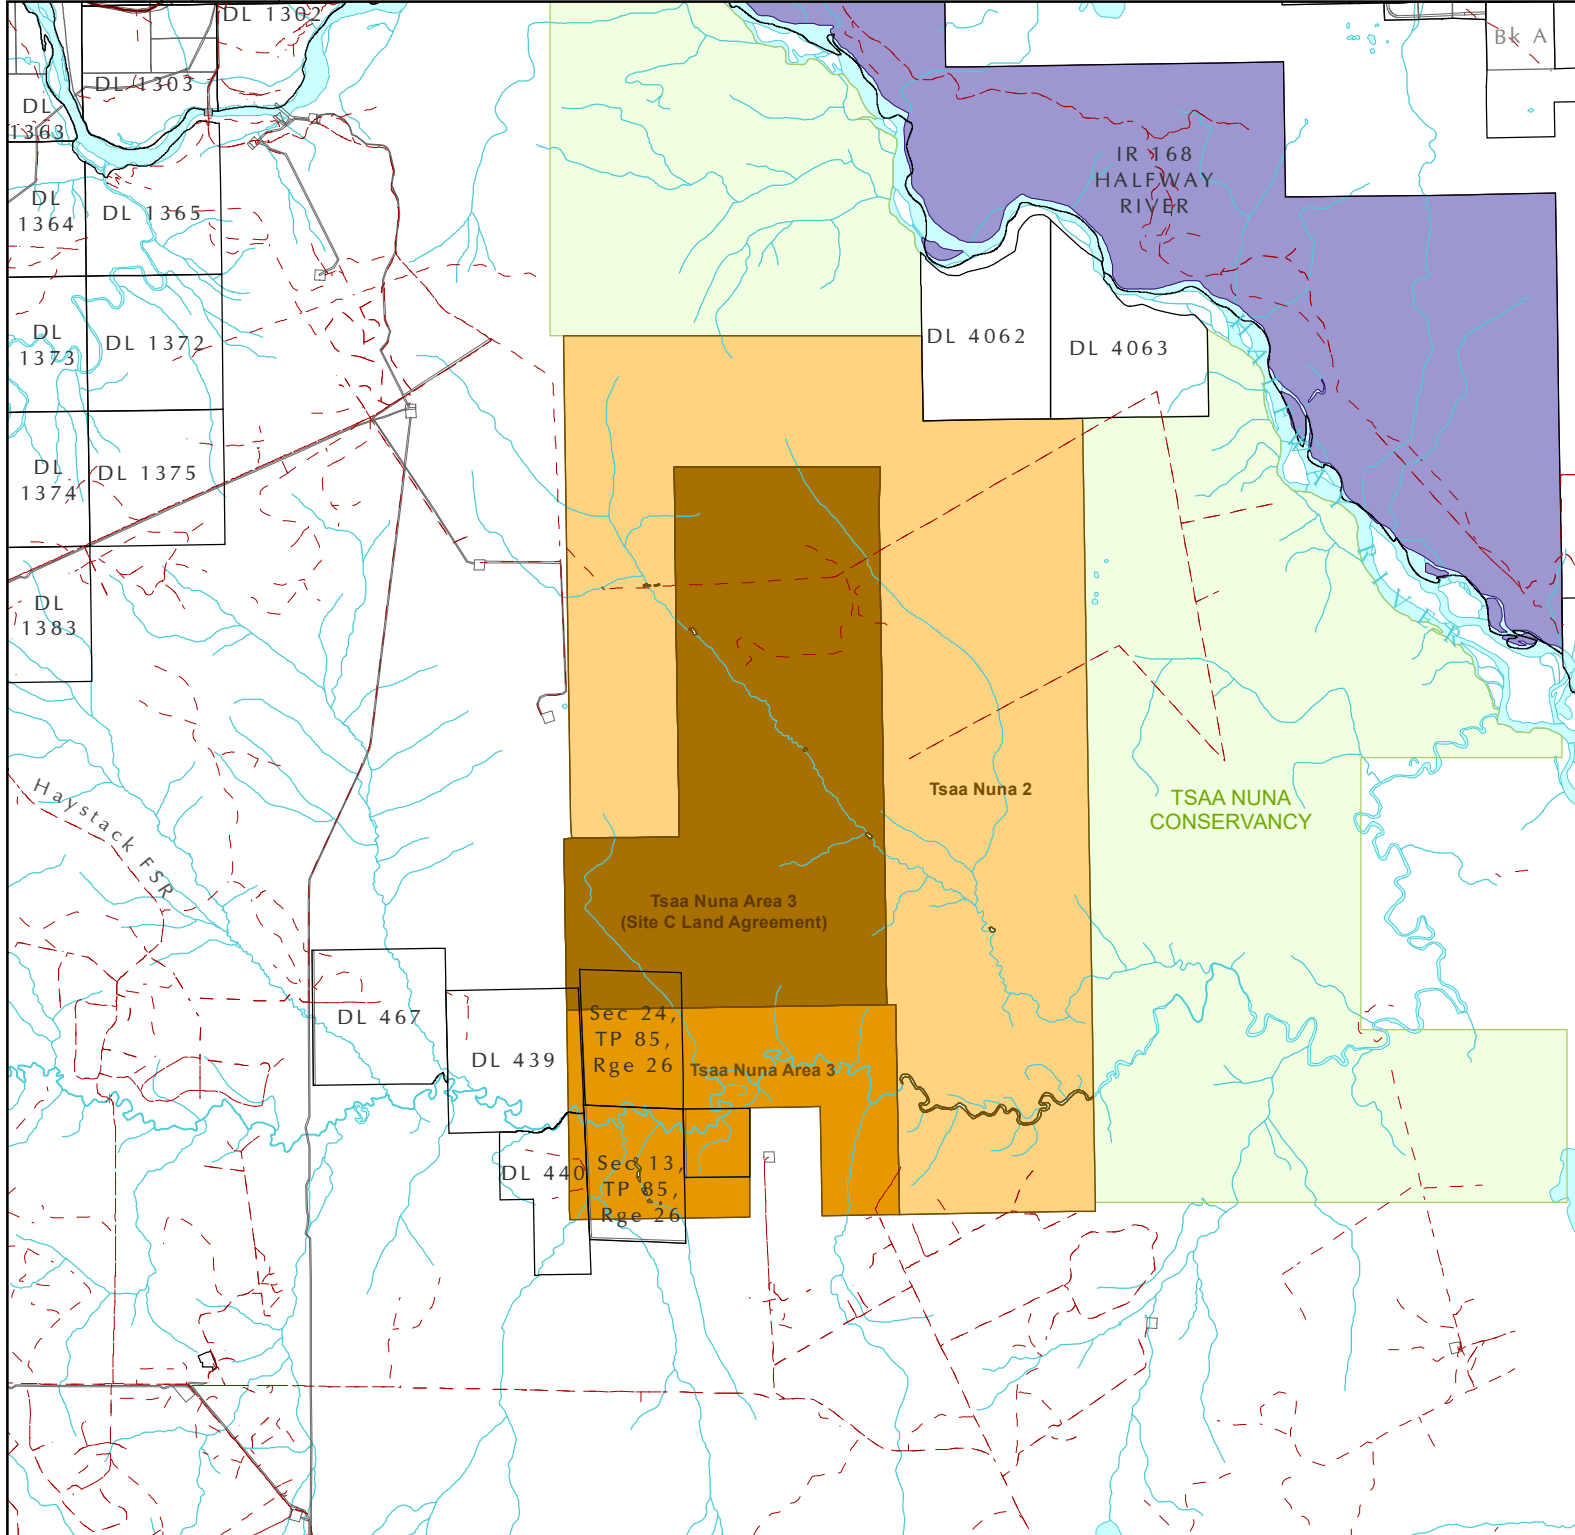 DL 1302
Bk A
DL 1303
DL
1363
IR 168
HALFWAY
RIVER
DL
1364
DL 1365
DL
1373
DL 1372
DL 4062
DL 4063
HALFWAY RIVER
DL
1374
DL 1375
DL
1383
Haystack FSR
Tsaa Nuna 2
TSAA NUNA
CONSERVANCY
Tsaa Nuna Area 3
(Site C Land Agreement)
DL 467
DL 439
Sec 24,
TP 85,
Rge 26
Tsaa Nuna Area 3
DL 440
Sec 13,
TP 85,
Rge 26